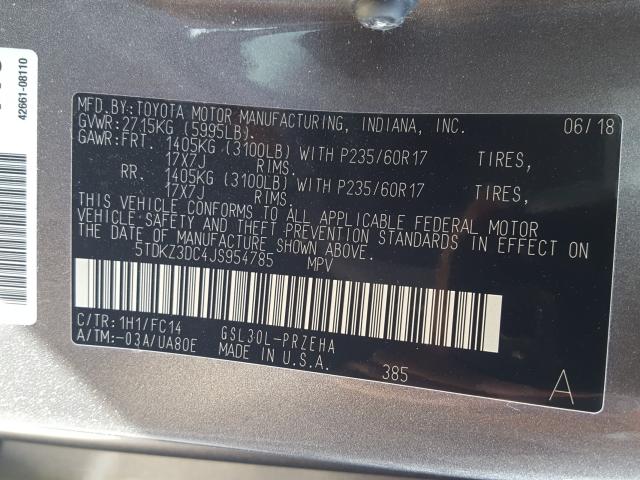 42661-08110
MFD.BY:TOYOTA MOTOR MANUFACTURING, INDIANA, INC. 06/18
GVWR:2715KG (5995LB).
GAWR:FRT. 1405KG (3100LB) WITH P235/60R17 TIRES,
17X7J RIMS.
RR. 1405KG (3100LB) WITH P235/60R17 TIRES,
17X7J RIMS.
THIS VEHICLE CONFORMS TO ALL APPLICABLE FEDERAL MOTOR
VEHICLE SAFETY AND THEFT PREVENTION STANDARDS IN EFFECT ON
THE DATE OF MANUFACTURE SHOWN ABOVE.
5TDKZ3DC4JS954785 MPV
C/TR:1H1/FC14 GSL30L-PRZEHA
A/TM:-03A/UA80E MADE IN U.S.A.
385 A